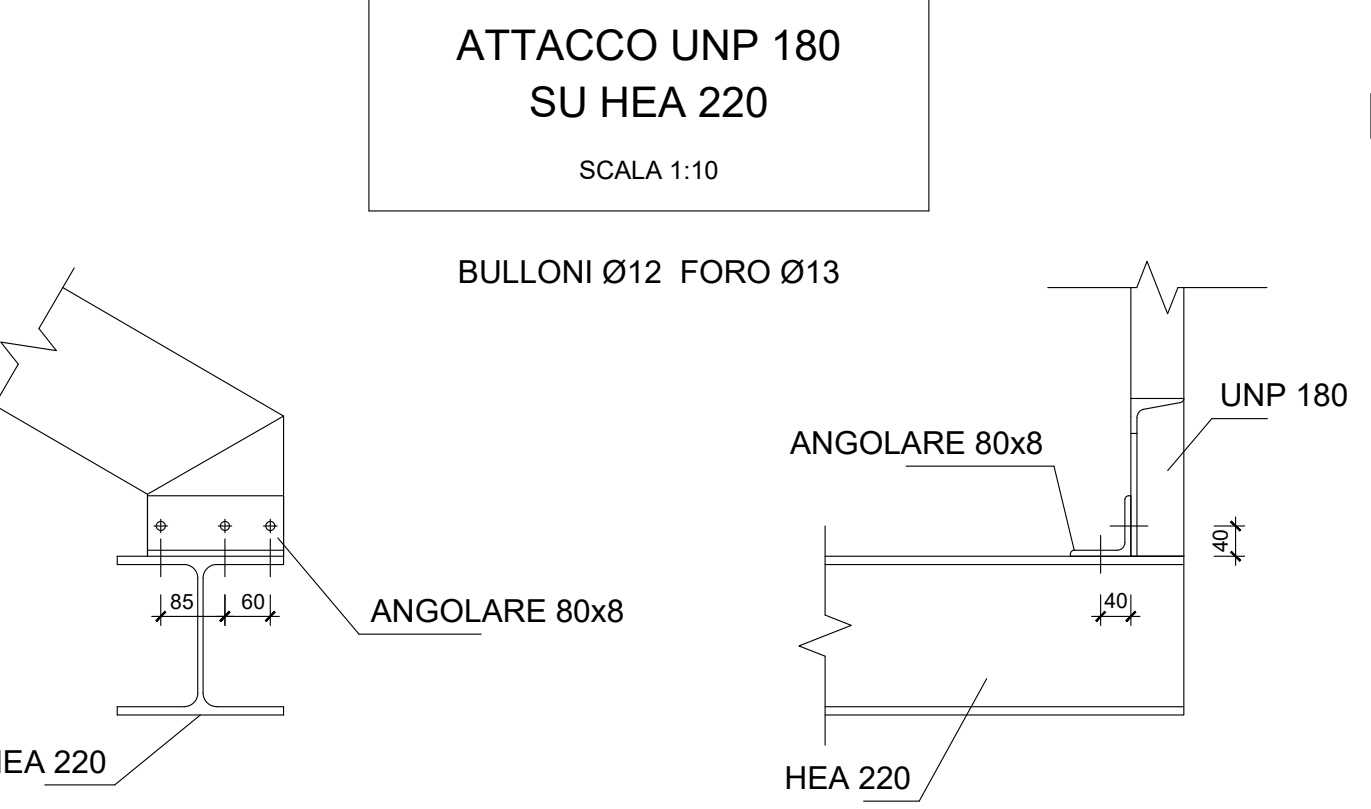 ATTACCO UNP 180
SU HEA 220
SCALA 1:10
BULLONI Ø12 FORO Ø13
UNP 180
ANGOLARE 80x8
40
85
60
40
ANGOLARE 80x8
HEA 220
HEA 220